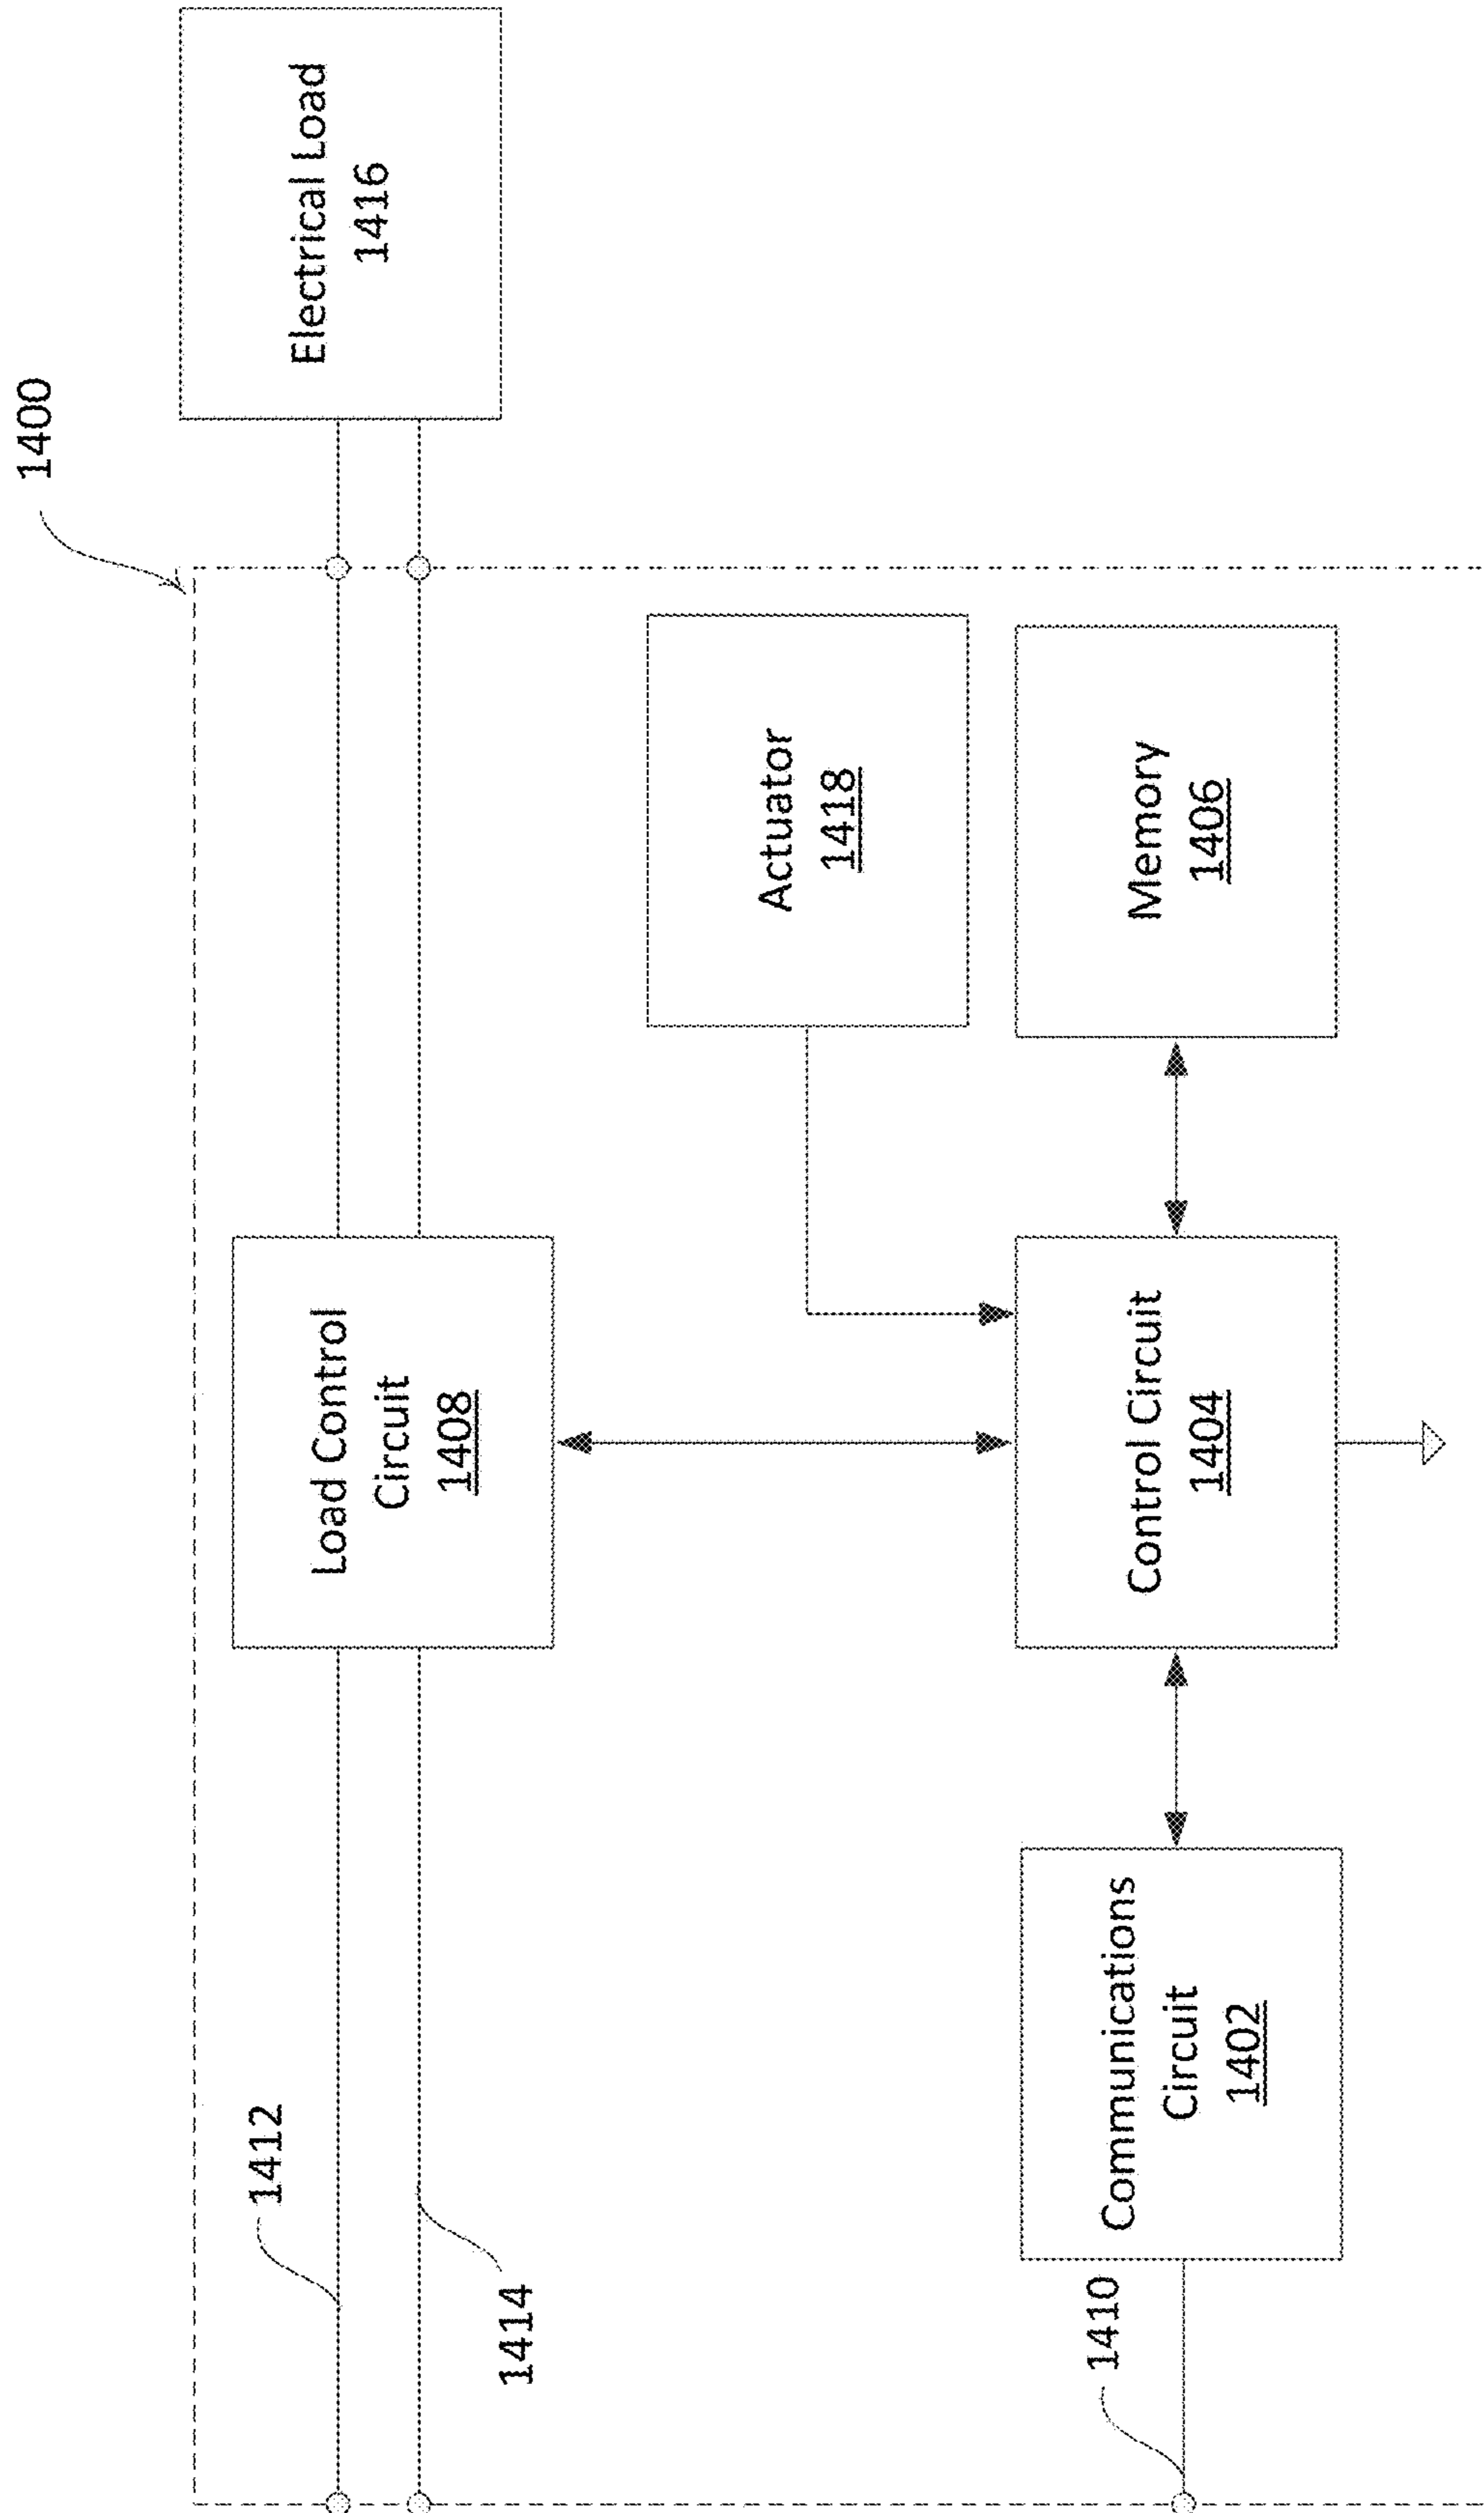 1400
Electrical Load
1416
Load Control
Circuit
1408
1412
1414
Actuator
1418
Memory
1406
Control Circuit
1404
Communications
Circuit
1402
1410